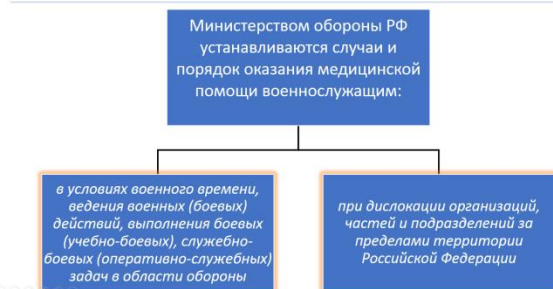 Министерством обороны РФ
устанавливаются случаи и
порядок оказания медицинской
помощи военнослужащим:
в условиях военного времени,
ведения военных (боевых)
действий, выполнения боевых
(учебно-боевых), служебно-
боевых (оперативно-служебных)
задач в области обороны
при дислокации организаций,
частей и подразделений за
пределами территории
Российской Федерации